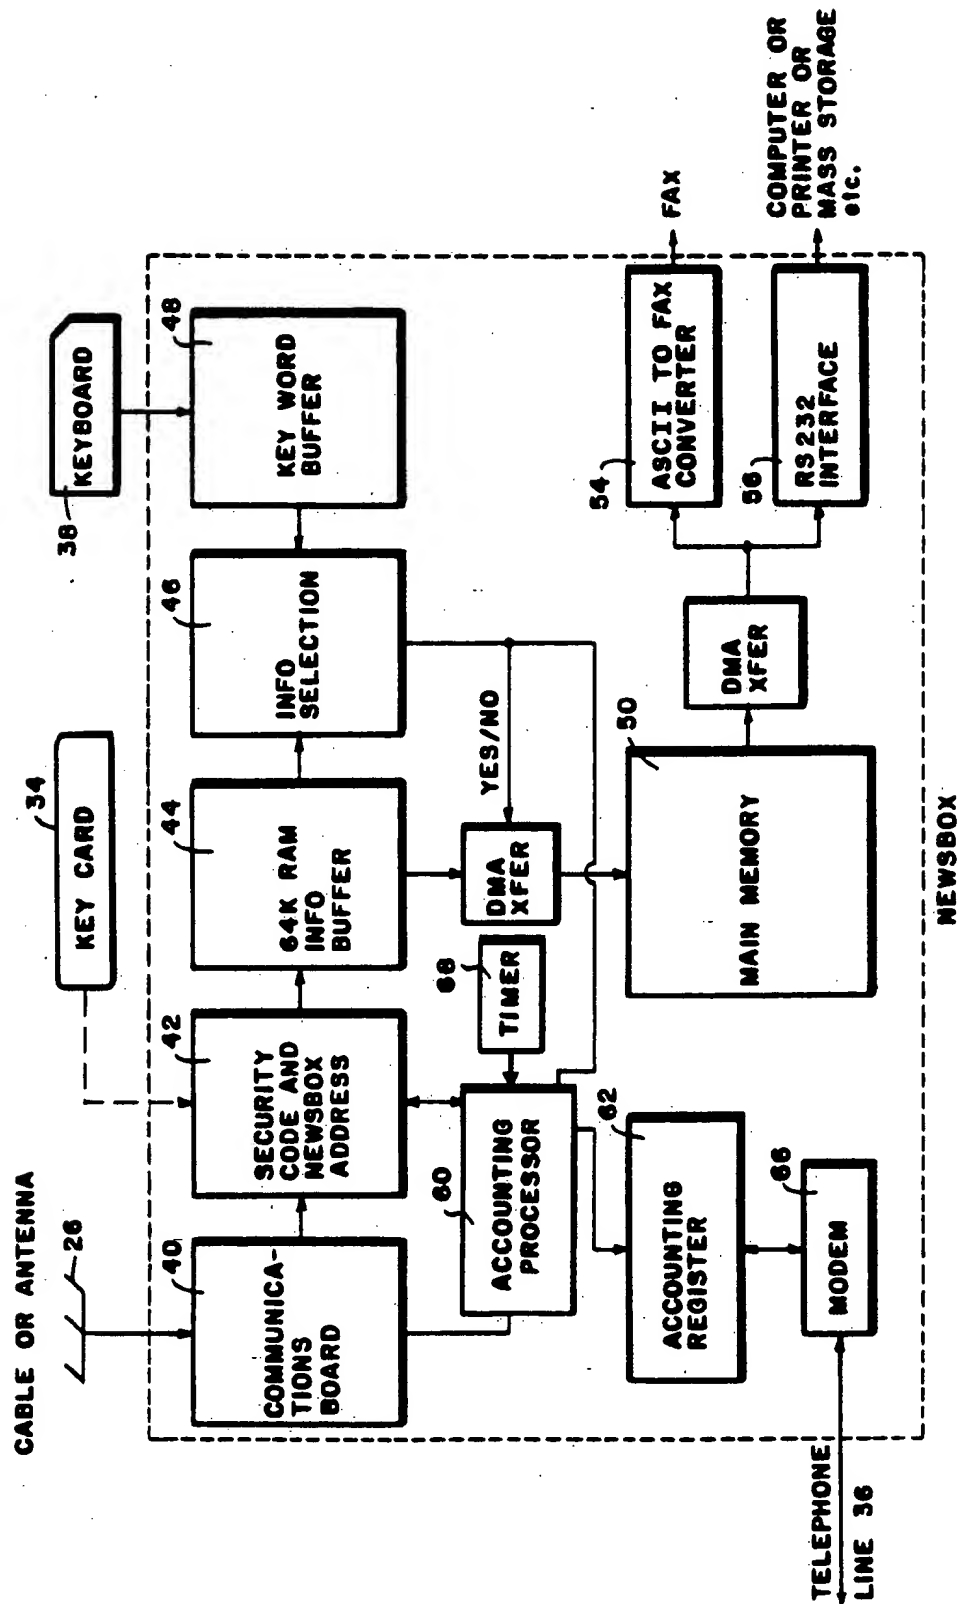 CABLE OR ANTENNA
26
KEY CARD
34
KEYBOARD
38
40
COMMUNICA-
TIONS
BOARD
42
SECURITY
CODE AND
NEWSBOX
ADDRESS
44
64K RAM
INFO
BUFFER
46
INFO
SELECTION
48
KEY WORD
BUFFER
60
ACCOUNTING
PROCESSOR
68
TIMER
DMA
XFER
YES/NO
62
ACCOUNTING
REGISTER
66
MODEM
50
MAIN MEMORY
DMA
XFER
54
ASCII TO FAX
CONVERTER
56
RS232
INTERFACE
FAX
COMPUTER OR
PRINTER OR
MASS STORAGE
etc.
TELEPHONE
LINE 36
NEWSBOX